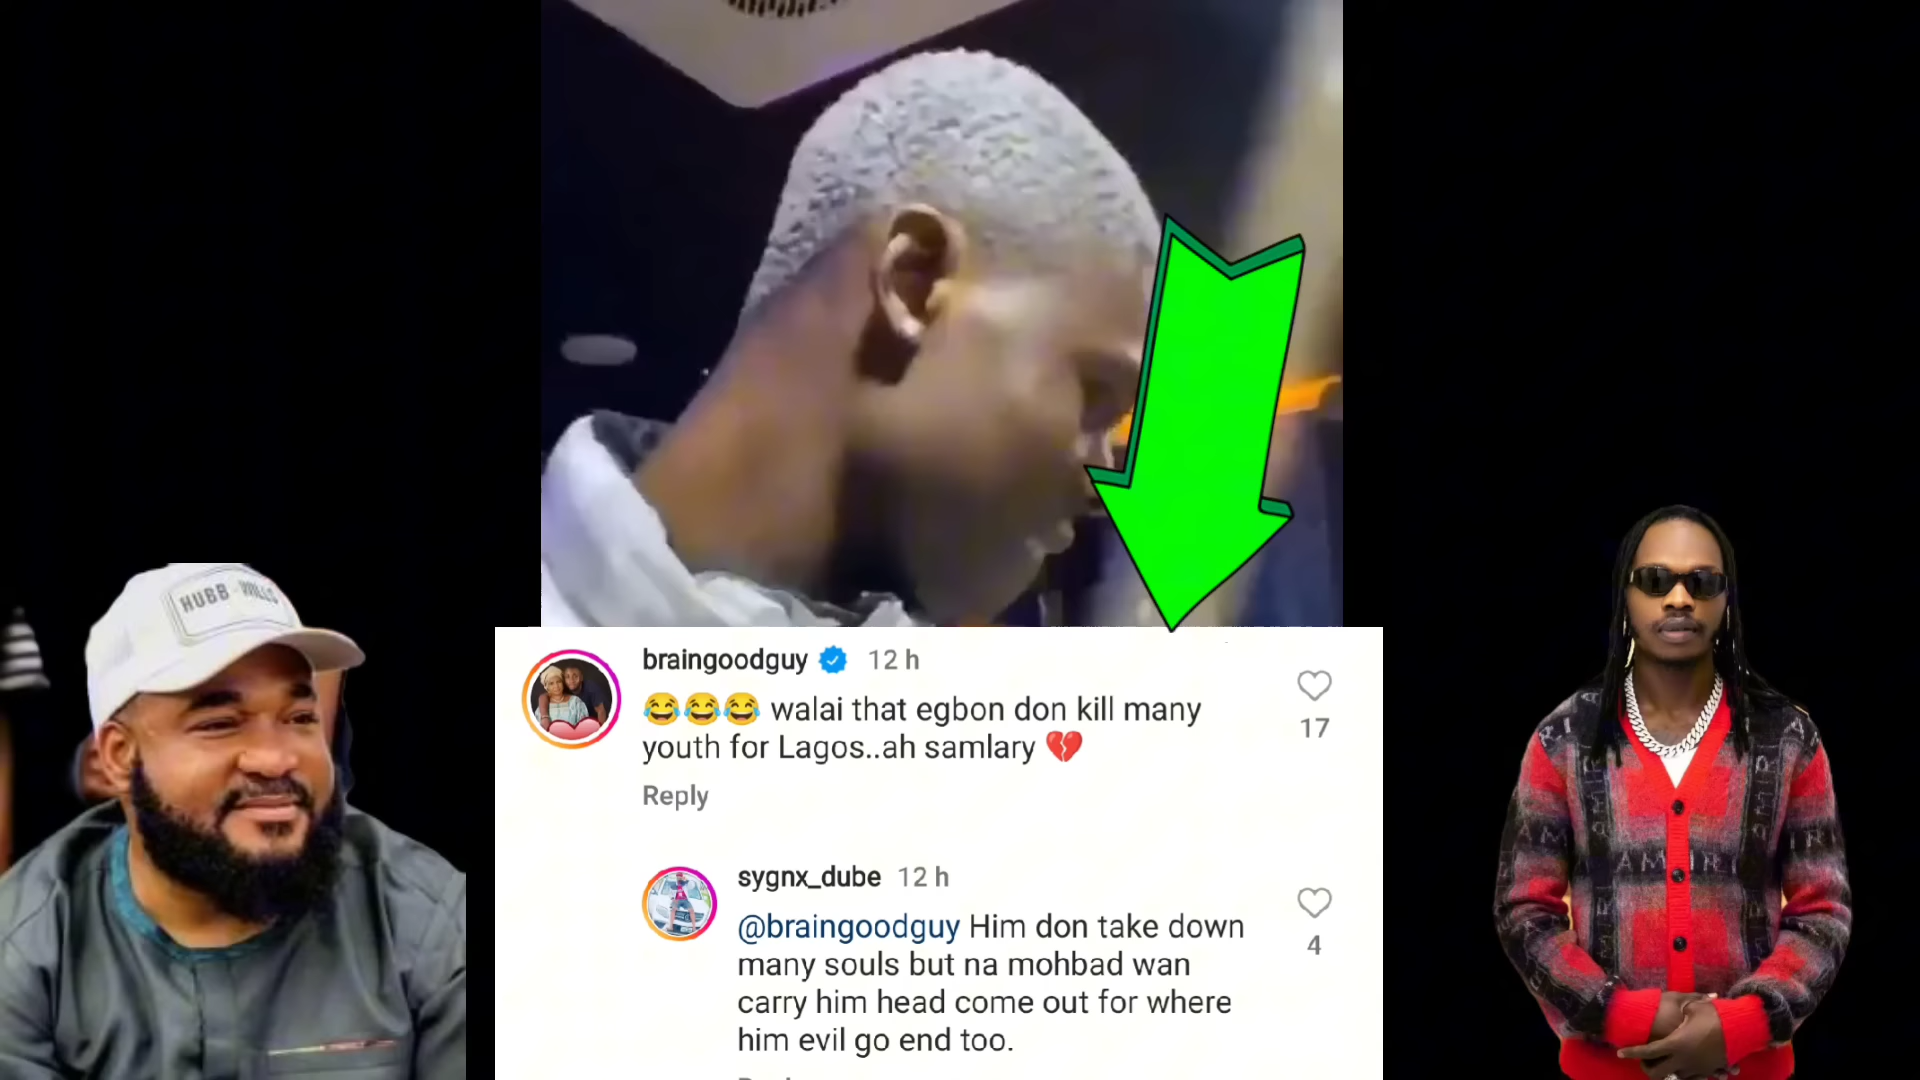 HUBB - VILLS
braingoodguy 12 h
😂😂😂 walai that egbon don kill many
youth for Lagos..ah samlary 💔
17
Reply
sygnx_dube 12 h
@braingoodguy Him don take down
many souls but na mohbad wan
carry him head come out for where
him evil go end too.
4
AMIRI